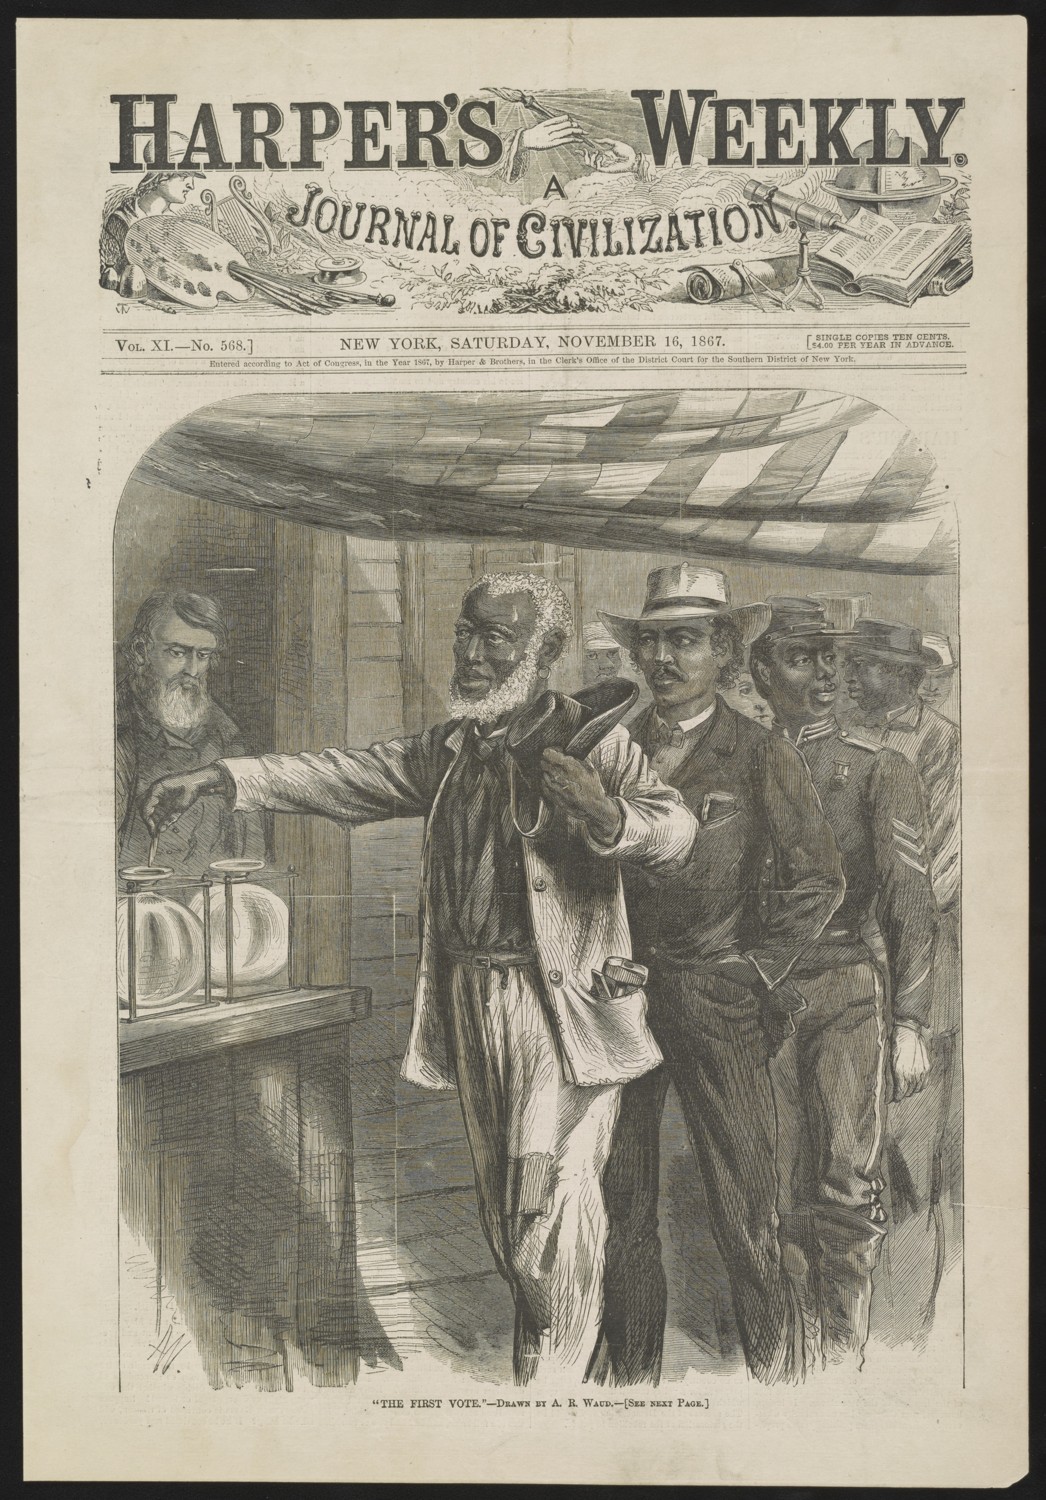 HARPER'S WEEKLY.
A
JOURNAL OF CIVILIZATION.
VOL. XI.—No. 568.]
NEW YORK, SATURDAY, NOVEMBER 16, 1867.
[SINGLE COPIES TEN CENTS.
$4.00 PER YEAR IN ADVANCE.
Entered according to Act of Congress, in the Year 1867, by Harper & Brothers, in the Clerk's Office of the District Court for the Southern District of New York.
"THE FIRST VOTE."—DRAWN BY A. R. WAUD.—[SEE NEXT PAGE.]